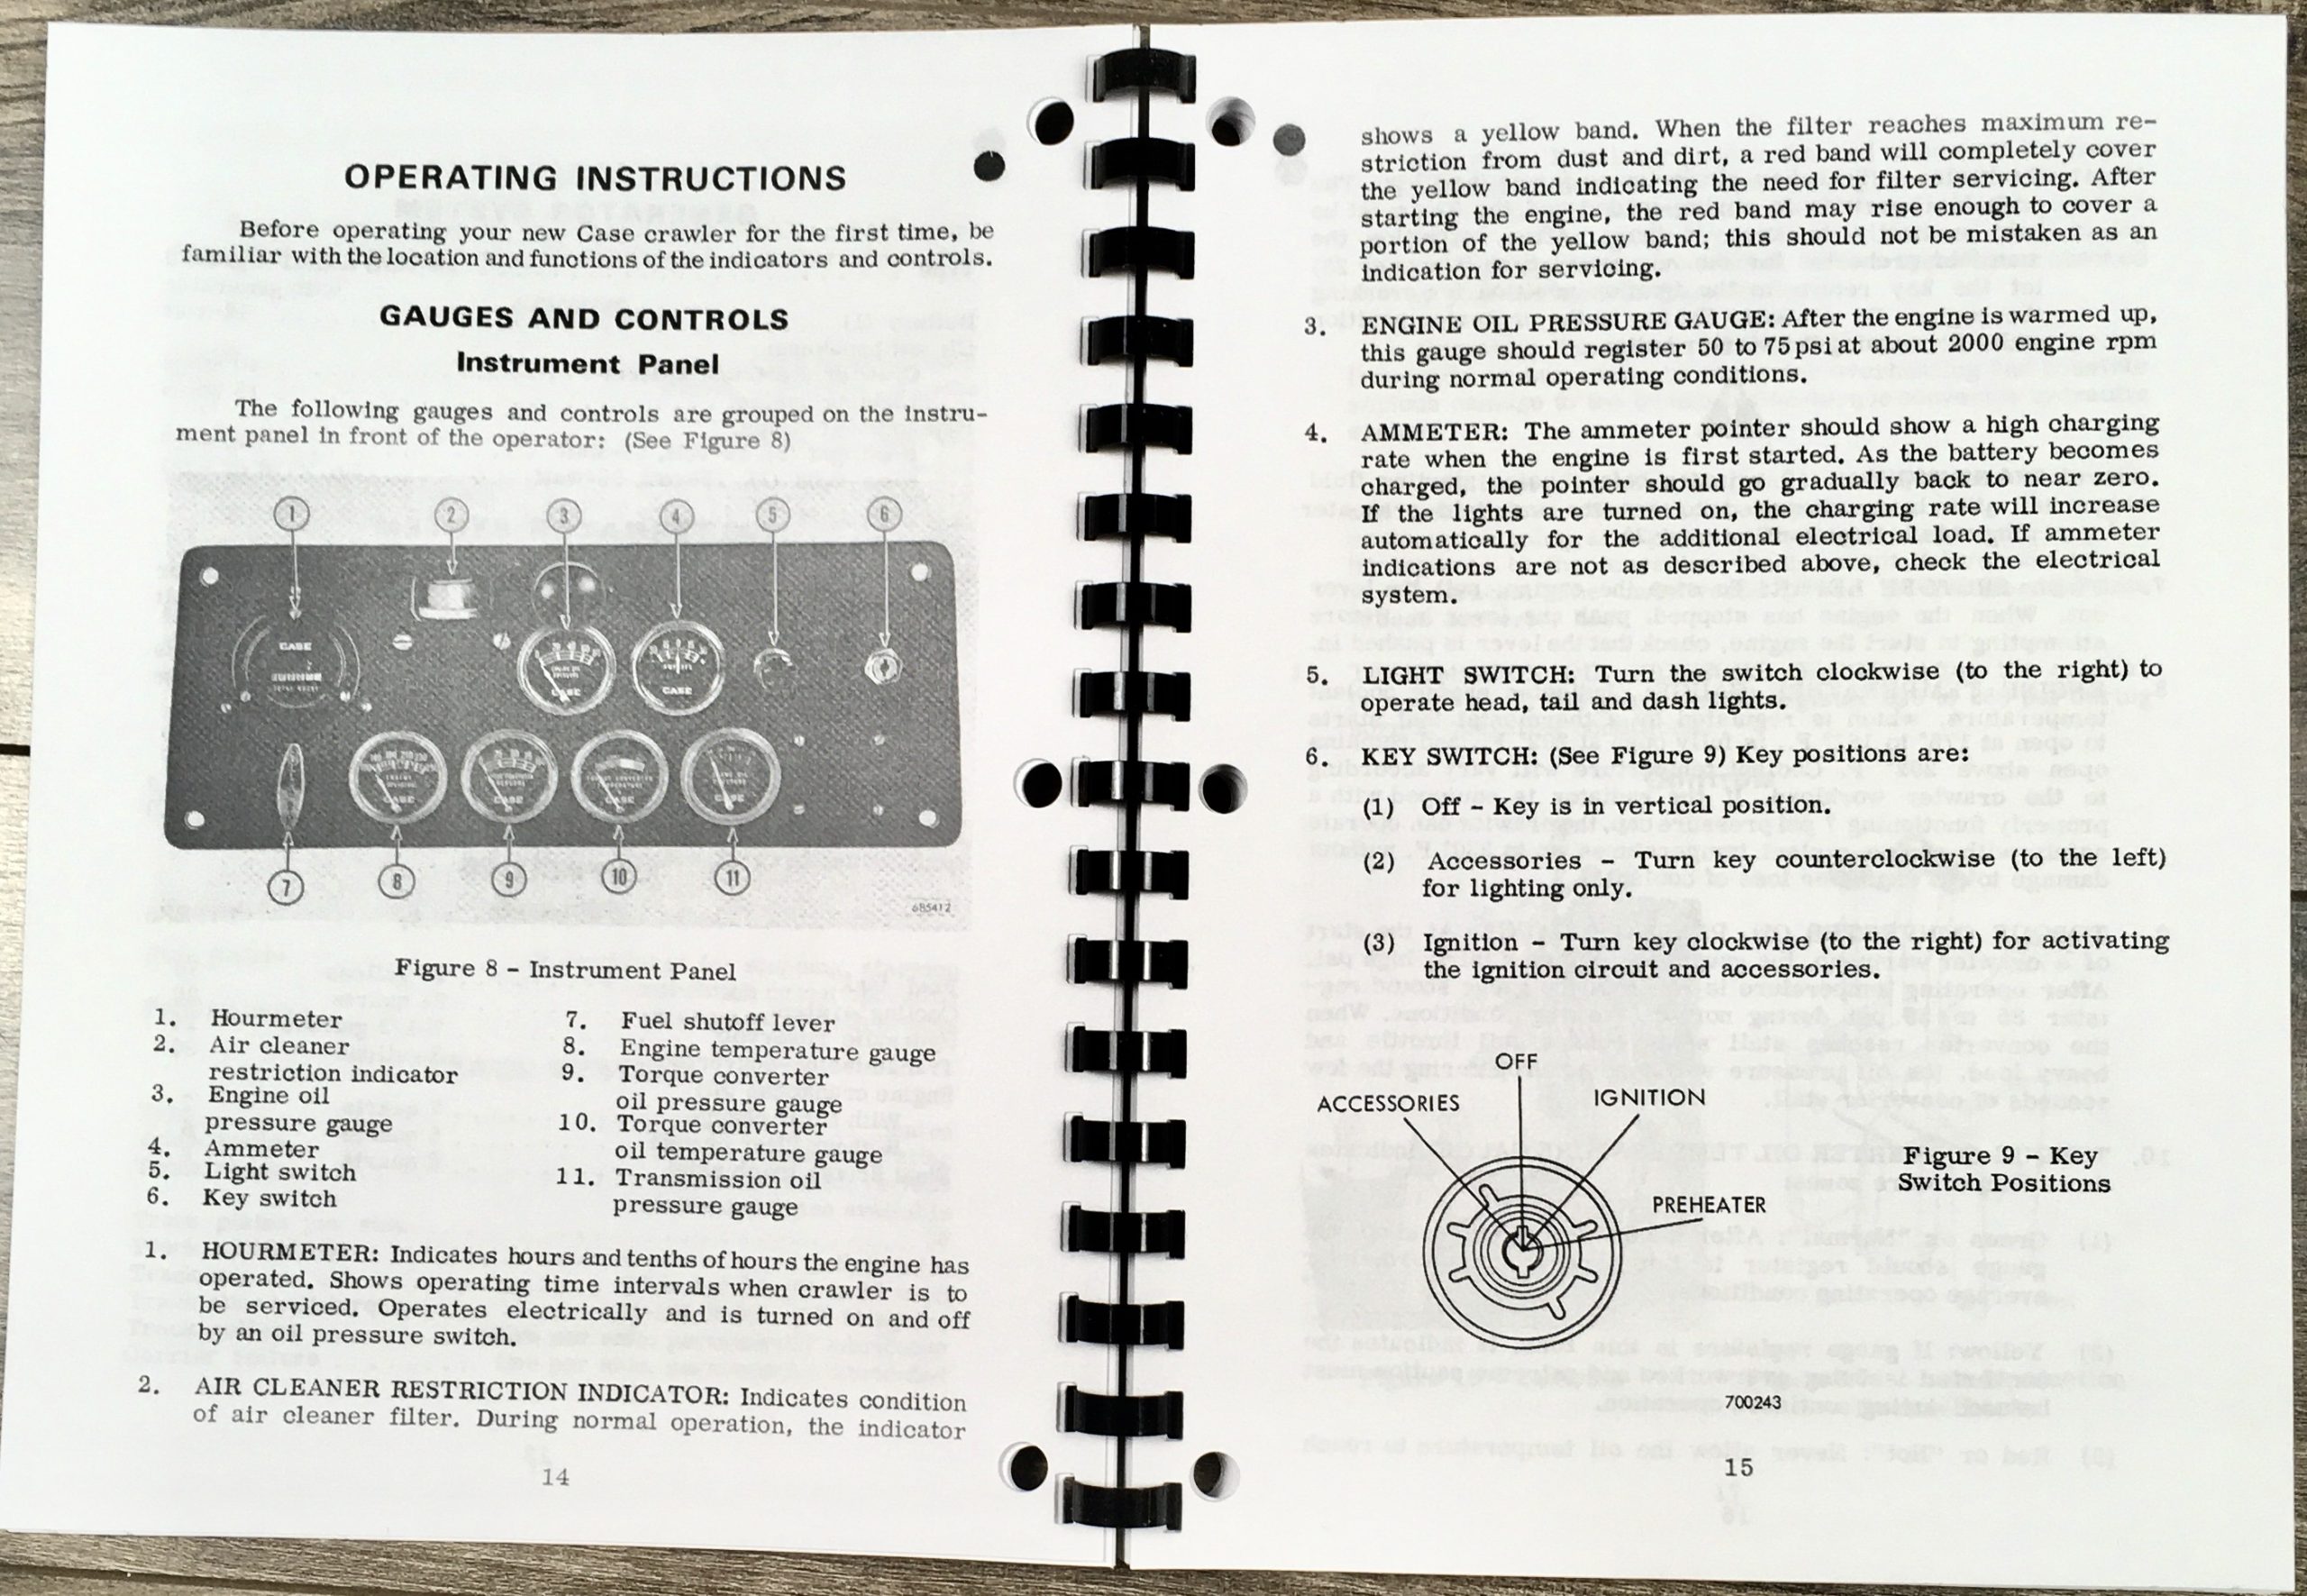 OPERATING INSTRUCTIONS
Before operating your new Case crawler for the first time, be
familiar with the location and functions of the indicators and controls.
GAUGES AND CONTROLS
Instrument Panel
The following gauges and controls are grouped on the instru-
ment panel in front of the operator: (See Figure 8)
1 2 3 4 5 6
CASE
CASE CASE
CASE CASE CASE CASE
7 8 9 10 11
685412
Figure 8 - Instrument Panel
1. Hourmeter
2. Air cleaner
restriction indicator
3. Engine oil
pressure gauge
4. Ammeter
5. Light switch
6. Key switch
7. Fuel shutoff lever
8. Engine temperature gauge
9. Torque converter
oil pressure gauge
10. Torque converter
oil temperature gauge
11. Transmission oil
pressure gauge
1. HOURMETER: Indicates hours and tenths of hours the engine has
operated. Shows operating time intervals when crawler is to
be serviced. Operates electrically and is turned on and off
by an oil pressure switch.
2. AIR CLEANER RESTRICTION INDICATOR: Indicates condition
of air cleaner filter. During normal operation, the indicator
14
shows a yellow band. When the filter reaches maximum re-
striction from dust and dirt, a red band will completely cover
the yellow band indicating the need for filter servicing. After
starting the engine, the red band may rise enough to cover a
portion of the yellow band; this should not be mistaken as an
indication for servicing.
3. ENGINE OIL PRESSURE GAUGE: After the engine is warmed up,
this gauge should register 50 to 75 psi at about 2000 engine rpm
during normal operating conditions.
4. AMMETER: The ammeter pointer should show a high charging
rate when the engine is first started. As the battery becomes
charged, the pointer should go gradually back to near zero.
If the lights are turned on, the charging rate will increase
automatically for the additional electrical load. If ammeter
indications are not as described above, check the electrical
system.
5. LIGHT SWITCH: Turn the switch clockwise (to the right) to
operate head, tail and dash lights.
6. KEY SWITCH: (See Figure 9) Key positions are:
(1) Off - Key is in vertical position.
(2) Accessories - Turn key counterclockwise (to the left)
for lighting only.
(3) Ignition - Turn key clockwise (to the right) for activating
the ignition circuit and accessories.
OFF
ACCESSORIES
IGNITION
PREHEATER
Figure 9 - Key
Switch Positions
700243
15